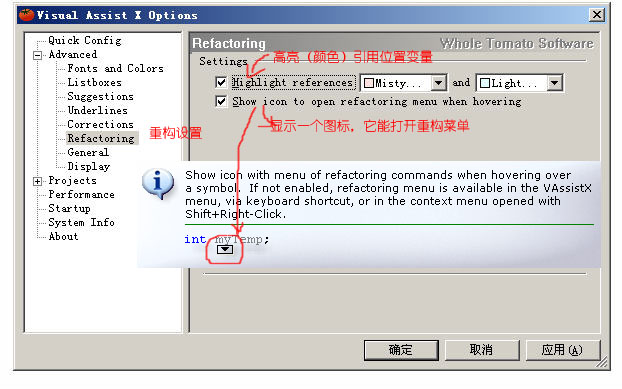 Visual Assist X Options
Quick Config
Advanced
Fonts and Colors
Listboxes
Suggestions
Underlines
Corrections
Refactoring
General
Display
Projects
Performance
Startup
System Info
About
重构设置
Refactoring
Whole Tomato Software
Settings
高亮（颜色）引用位置变量
Highlight references
Misty...
and
Light...
Show icon to open refactoring menu when hovering
显示一个图标，它能打开重构菜单
Show icon with menu of refactoring commands when hovering over
a symbol. If not enabled, refactoring menu is available in the VAssistX
menu, via keyboard shortcut, or in the context menu opened with
Shift+Right-Click.
int myTemp;
确定
取消
应用(A)